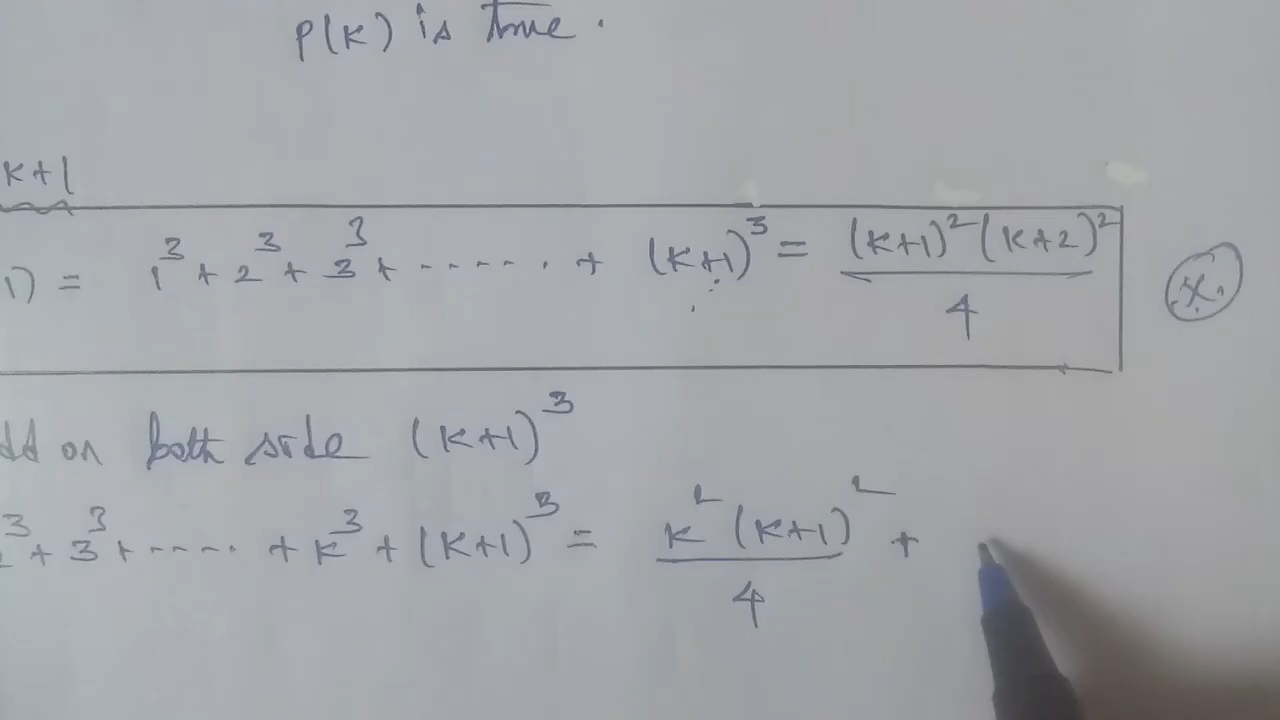 P(K) is true.
K+1
1) = 1³ + 2³ + 3³ + ------. + (K+1)³ = (K+1)²(K+2)² / 4 (x)
dd on both side (K+1)³
2³ + 3³ + ----. + K³ + (K+1)³ = K²(K+1)² / 4 +